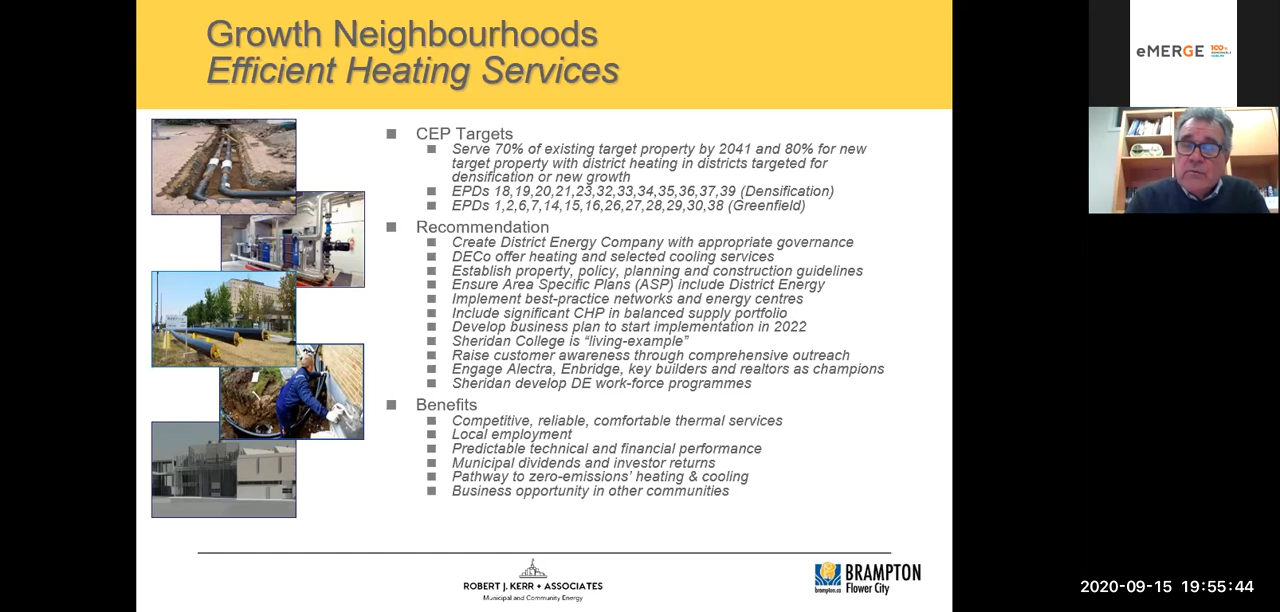 Growth Neighbourhoods
Efficient Heating Services
CEP Targets
Serve 70% of existing target property by 2041 and 80% for new
target property with district heating in districts targeted for
densification or new growth
EPDs 18,19,20,21,23,32,33,34,35,36,37,39 (Densification)
EPDs 1,2,6,7,14,15,16,26,27,28,29,30,38 (Greenfield)
Recommendation
Create District Energy Company with appropriate governance
DECo offer heating and selected cooling services
Establish property, policy, planning and construction guidelines
Ensure Area Specific Plans (ASP) include District Energy
Implement best-practice networks and energy centres
Include significant CHP in balanced supply portfolio
Develop business plan to start implementation in 2022
Sheridan College is “living-example”
Raise customer awareness through comprehensive outreach
Engage Alectra, Enbridge, key builders and realtors as champions
Sheridan develop DE work-force programmes
Benefits
Competitive, reliable, comfortable thermal services
Local employment
Predictable technical and financial performance
Municipal dividends and investor returns
Pathway to zero-emissions’ heating & cooling
Business opportunity in other communities
ROBERT J. KERR + ASSOCIATES
Municipal and Community Energy
BRAMPTON
brampton.ca Flower City
eMERGE 100%
2020-09-15 19:55:44